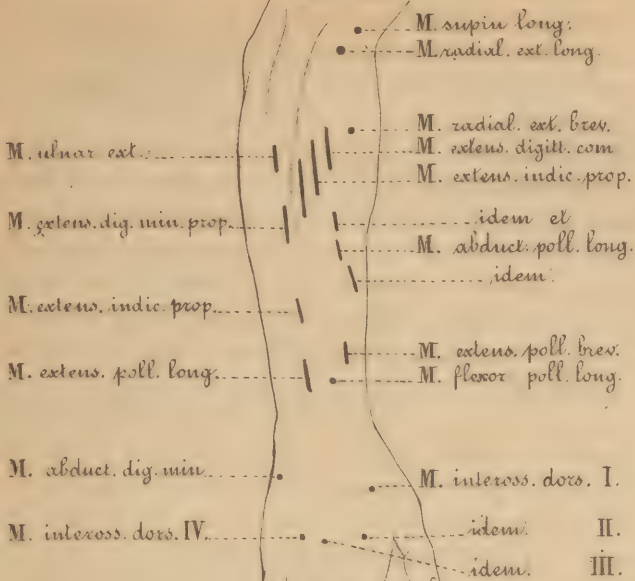 M. supin long.
M. radial. ext. long.
M. radial. ext. brev.
M. ulnar ext.
M. extens. digitt. com
M. extens. indic. prop.
M. extens. dig. min. prop.
idem et
M. abduct. poll. long.
idem.
M. extens. indic. prop.
M. extens. poll. brev.
M. extens. poll. long.
M. flexor poll. long.
M. abduct. dig. min.
M. inteross. dors. I.
M. inteross. dors. IV.
idem. II.
idem. III.